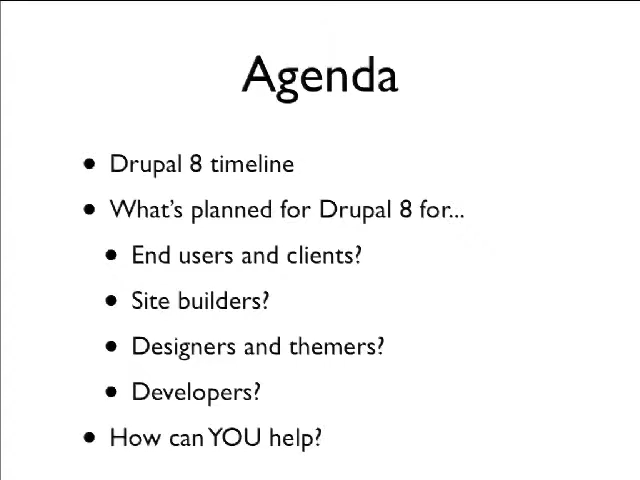 Agenda
• Drupal 8 timeline
• What's planned for Drupal 8 for...
• End users and clients?
• Site builders?
• Designers and themers?
• Developers?
• How can YOU help?